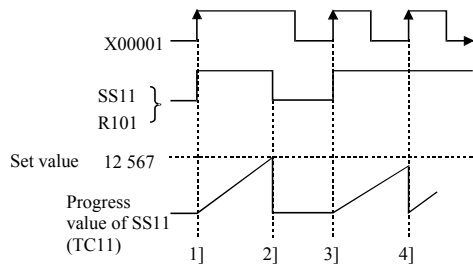 X00001
SS11
R101
Set value 12 567
Progress
value of SS11
(TC11)
1] 2] 3] 4]